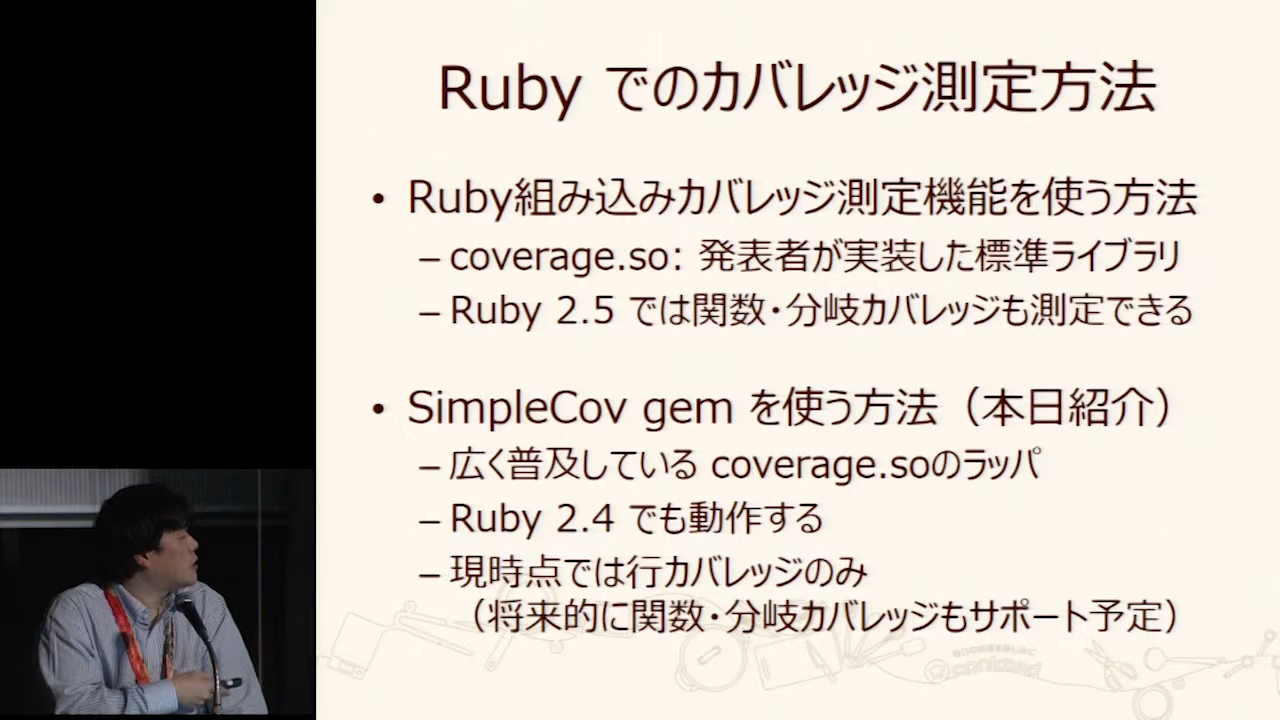 Ruby でのカバレッジ測定方法
• Ruby組み込みカバレッジ測定機能を使う方法
– coverage.so: 発表者が実装した標準ライブラリ
– Ruby 2.5 では関数・分岐カバレッジも測定できる
• SimpleCov gem を使う方法（本日紹介）
– 広く普及している coverage.soのラッパ
– Ruby 2.4 でも動作する
– 現時点では行カバレッジのみ
（将来的に関数・分岐カバレッジもサポート予定）
cookpad